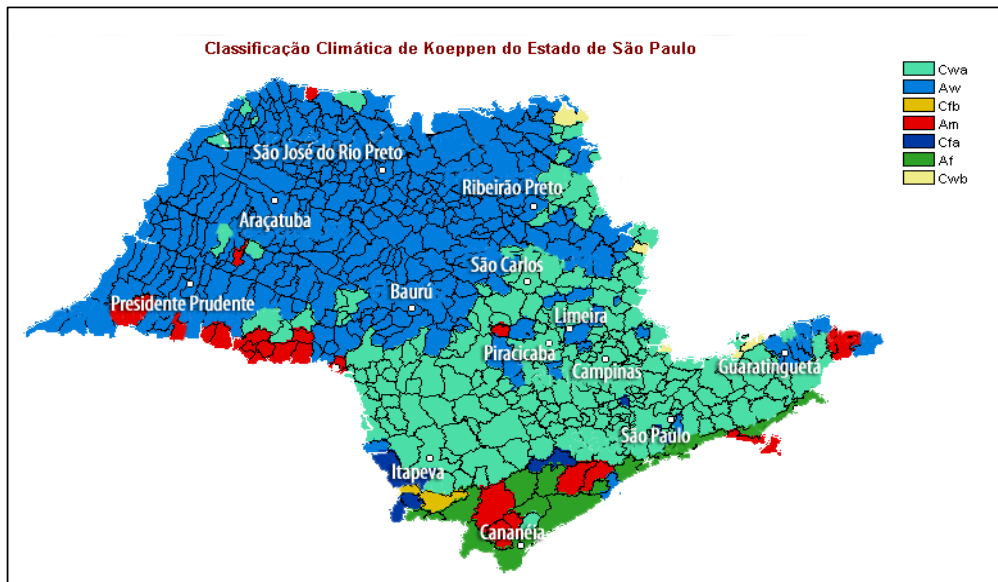 Classificação Climática de Koeppen do Estado de São Paulo
Cwa
Aw
Cfb
Am
Cfa
Af
Cwb
São José do Rio Preto
Ribeirão Preto
Araçatuba
São Carlos
Presidente Prudente
Baurú
Limeira
Piracicaba
Campinas
Guaratinguetá
São Paulo
Itapeva
Cananéia